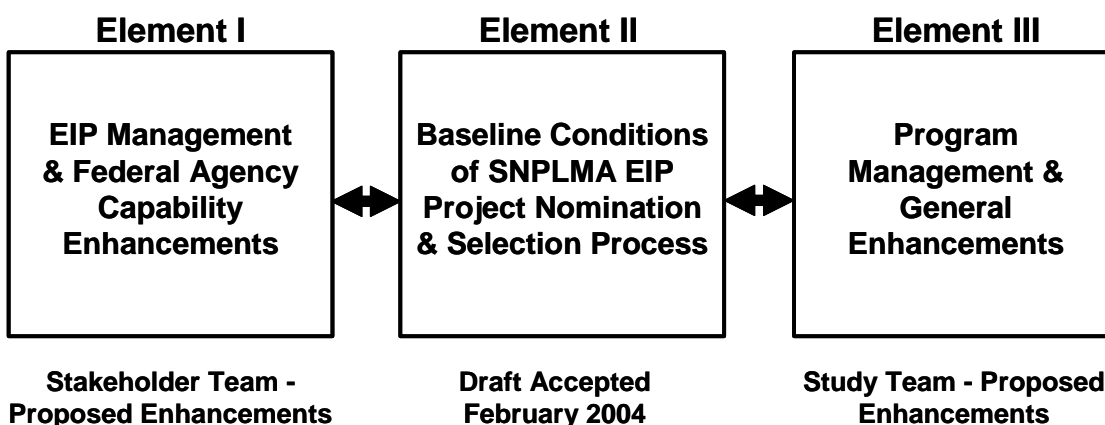 Element I
EIP Management
& Federal Agency
Capability
Enhancements
Stakeholder Team -
Proposed Enhancements
Element II
Baseline Conditions
of SNPLMA EIP
Project Nomination
& Selection Process
Draft Accepted
February 2004
Element III
Program
Management &
General
Enhancements
Study Team - Proposed
Enhancements